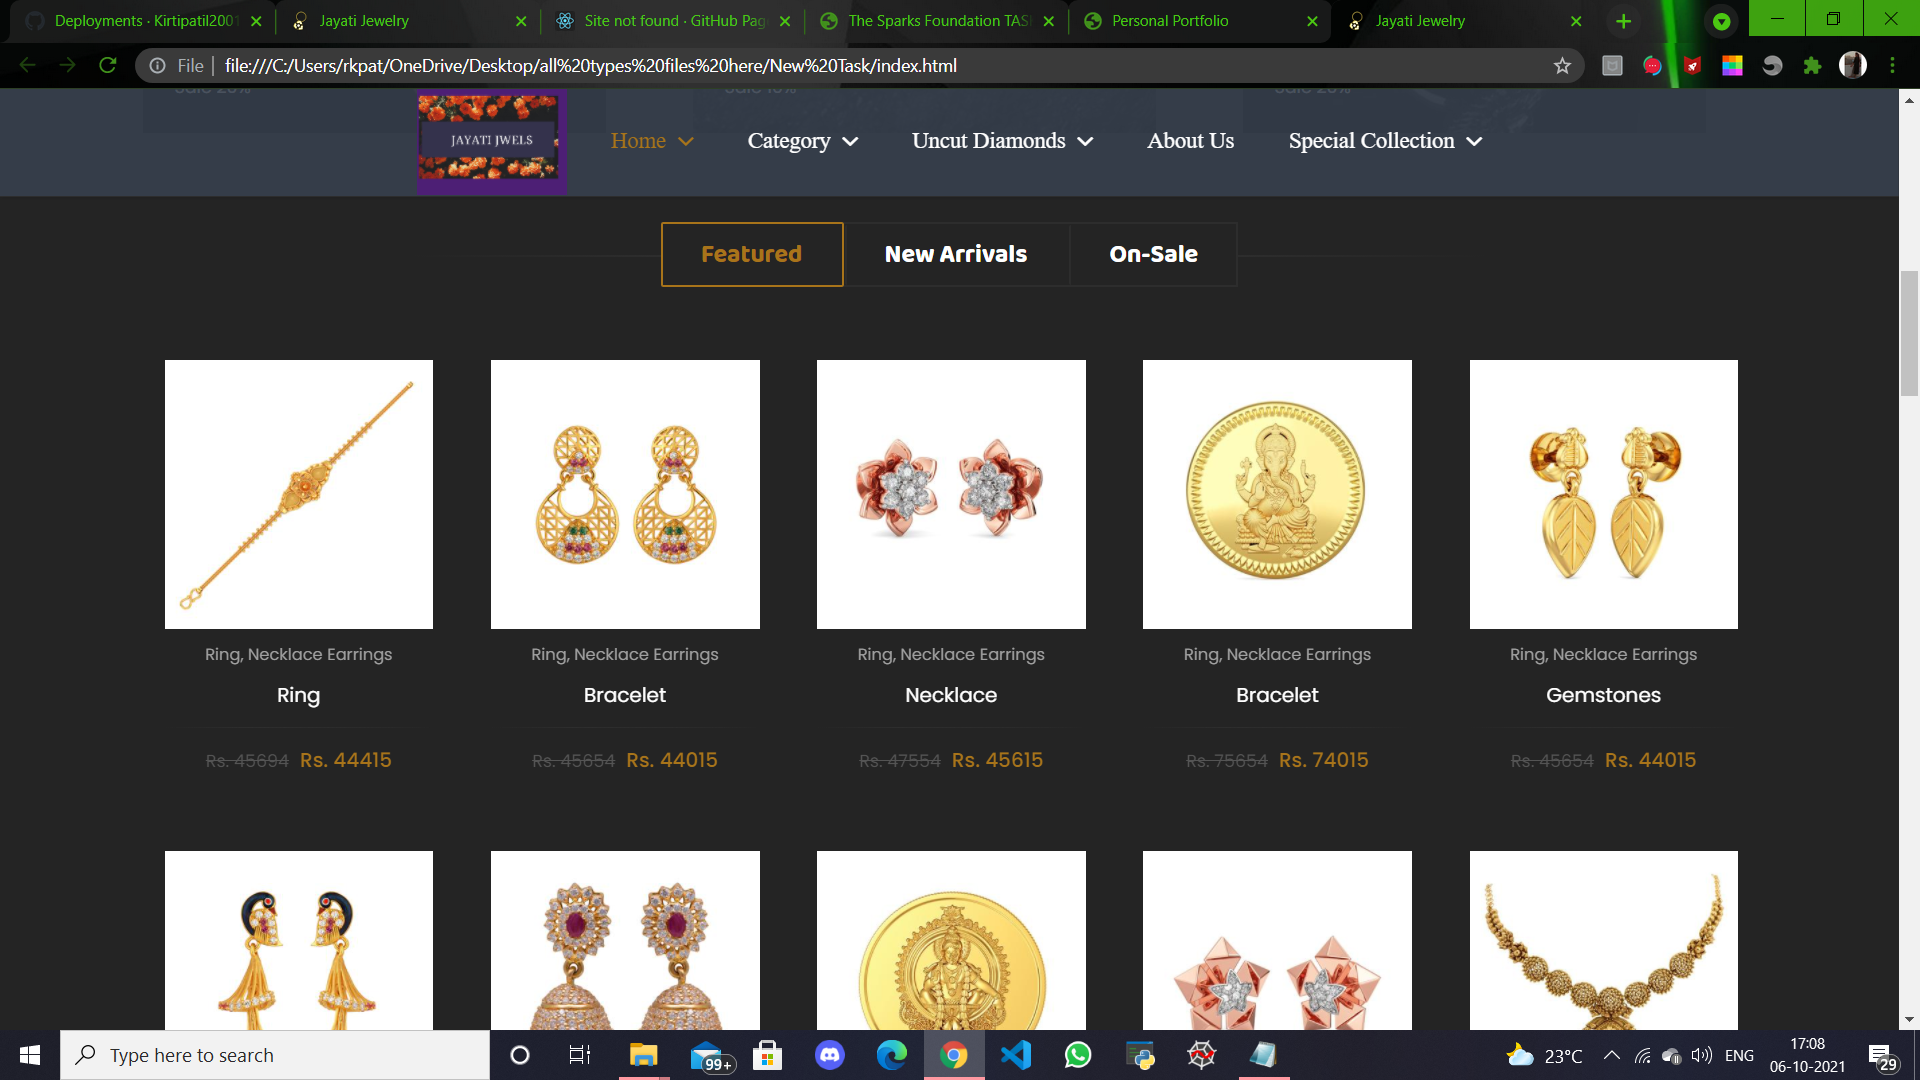 Deployments · Kirtipatil2001
Jayati Jewelry
Site not found · GitHub Pag
The Sparks Foundation TAS
Personal Portfolio
Jayati Jewelry
File
file:///C:/Users/rkpat/OneDrive/Desktop/all%20types%20files%20here/New%20Task/index.html
Sale 20%
JAYATI JWELS
Home
Category
Uncut Diamonds
About Us
Special Collection
Featured
New Arrivals
On-Sale
Ring, Necklace Earrings
Ring, Necklace Earrings
Ring, Necklace Earrings
Ring, Necklace Earrings
Ring, Necklace Earrings
Ring
Bracelet
Necklace
Bracelet
Gemstones
Rs. 45694 Rs. 44415
Rs. 45654 Rs. 44015
Rs. 47554 Rs. 45615
Rs. 75654 Rs. 74015
Rs. 45654 Rs. 44015
Type here to search
99+
23°C
ENG
17:08
06-10-2021
29